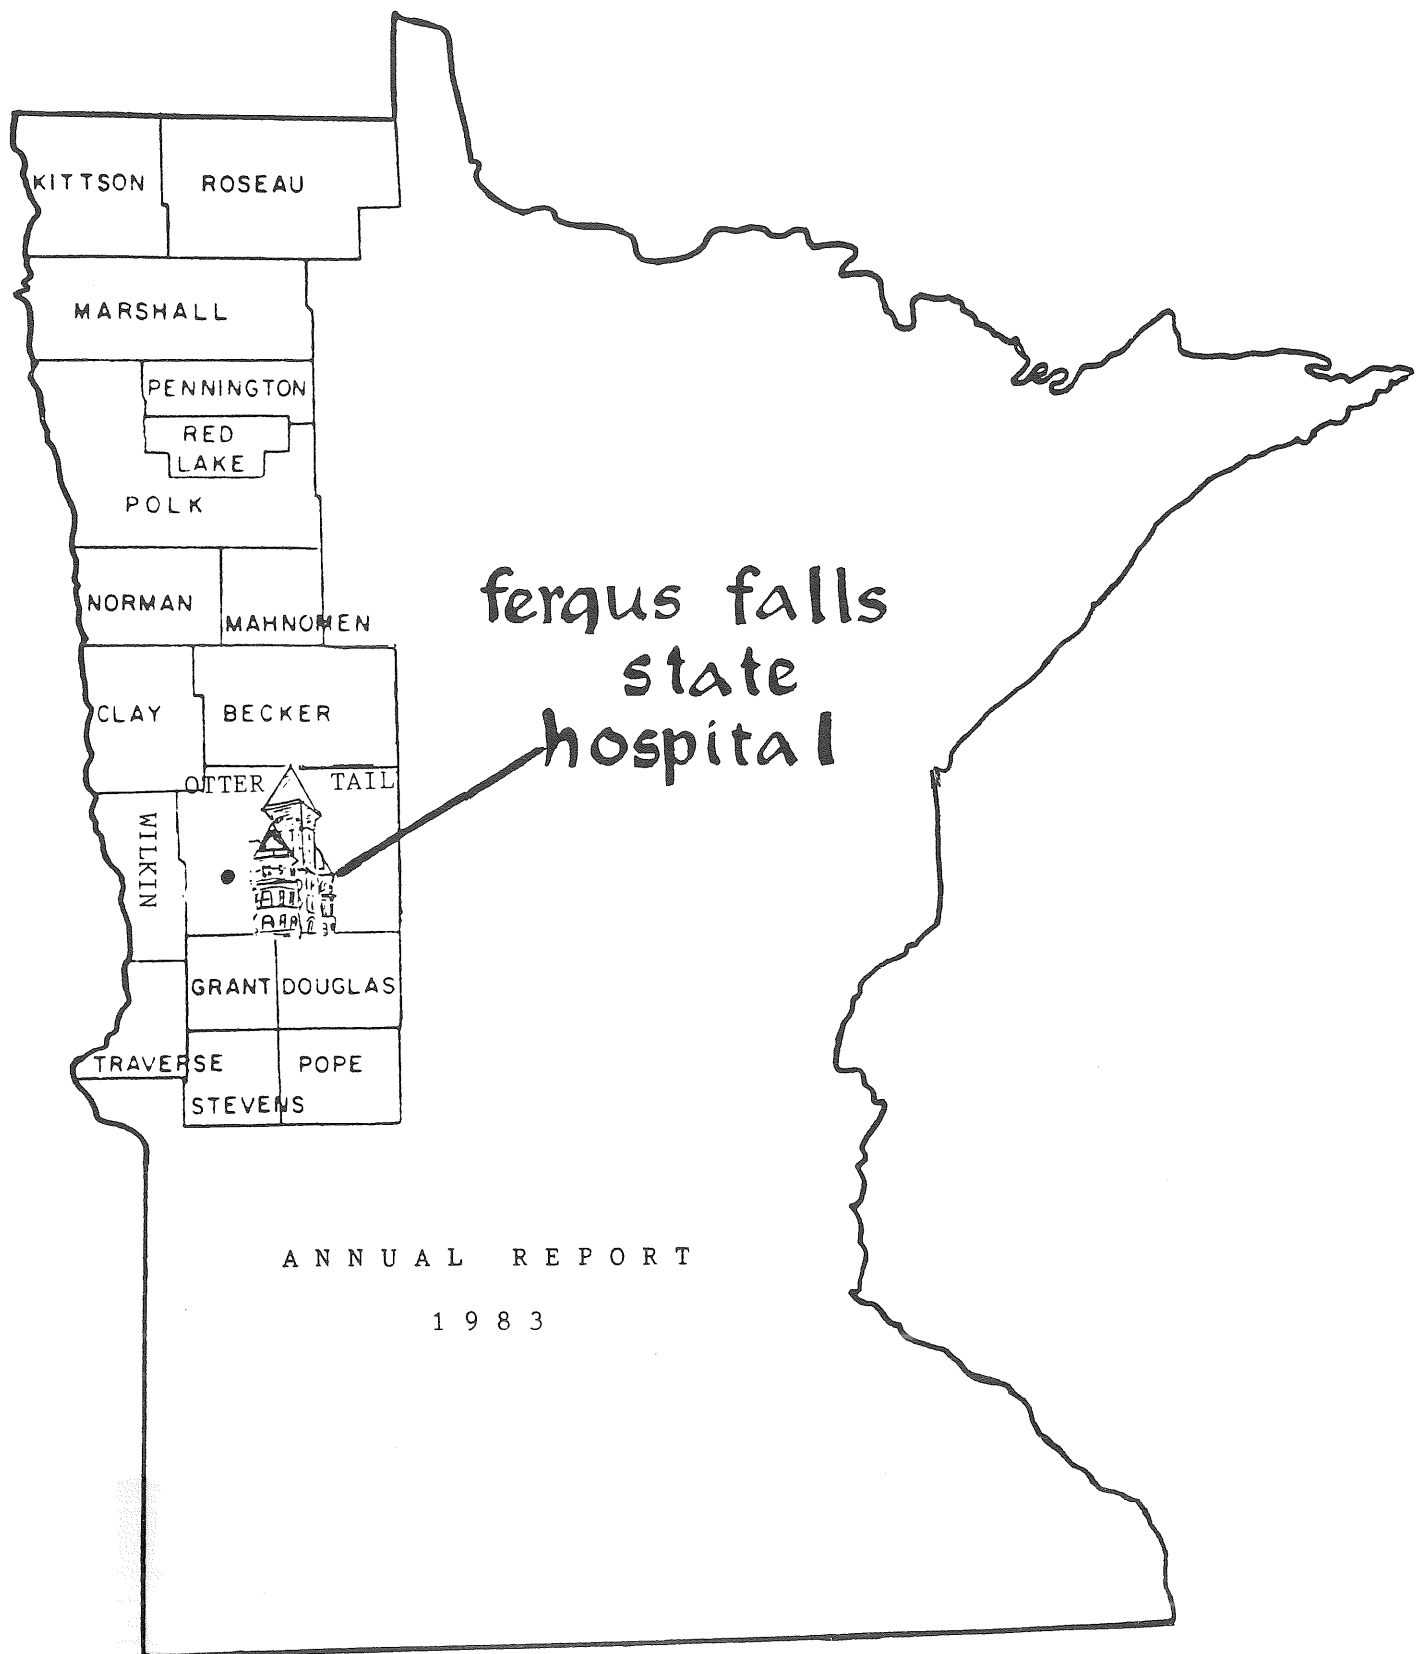 KITTSON ROSEAU
MARSHALL
PENNINGTON
RED
LAKE
POLK
NORMAN
MAHNOMEN
fergus falls
state
hospital
CLAY BECKER
OTTER TAIL
WILKIN
GRANT DOUGLAS
TRAVERSE POPE
STEVENS
ANNUAL REPORT
1983